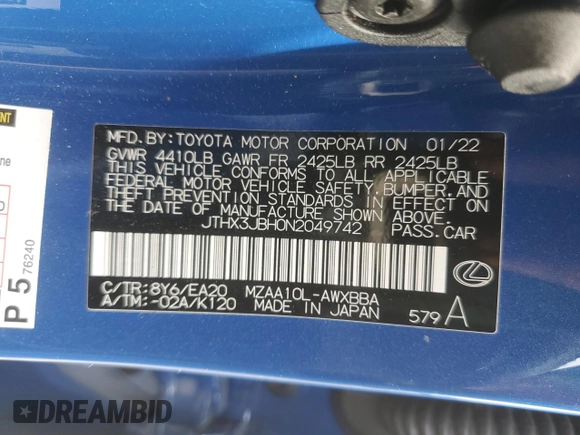 MFD. BY: TOYOTA MOTOR CORPORATION 01/22
GVWR 4410LB GAWR FR 2425LB RR 2425LB
THIS VEHICLE CONFORMS TO ALL APPLICABLE
FEDERAL MOTOR VEHICLE SAFETY, BUMPER, AND
THEFT PREVENTION STANDARDS IN EFFECT ON
THE DATE OF MANUFACTURE SHOWN ABOVE.
JTHX3JBH0N2049742 PASS. CAR
C/TR: 8Y6/EA20 MZAA10L-AWXBBA
A/TM: -02A/K120 MADE IN JAPAN
579 A
P 5 76240
DREAMBID